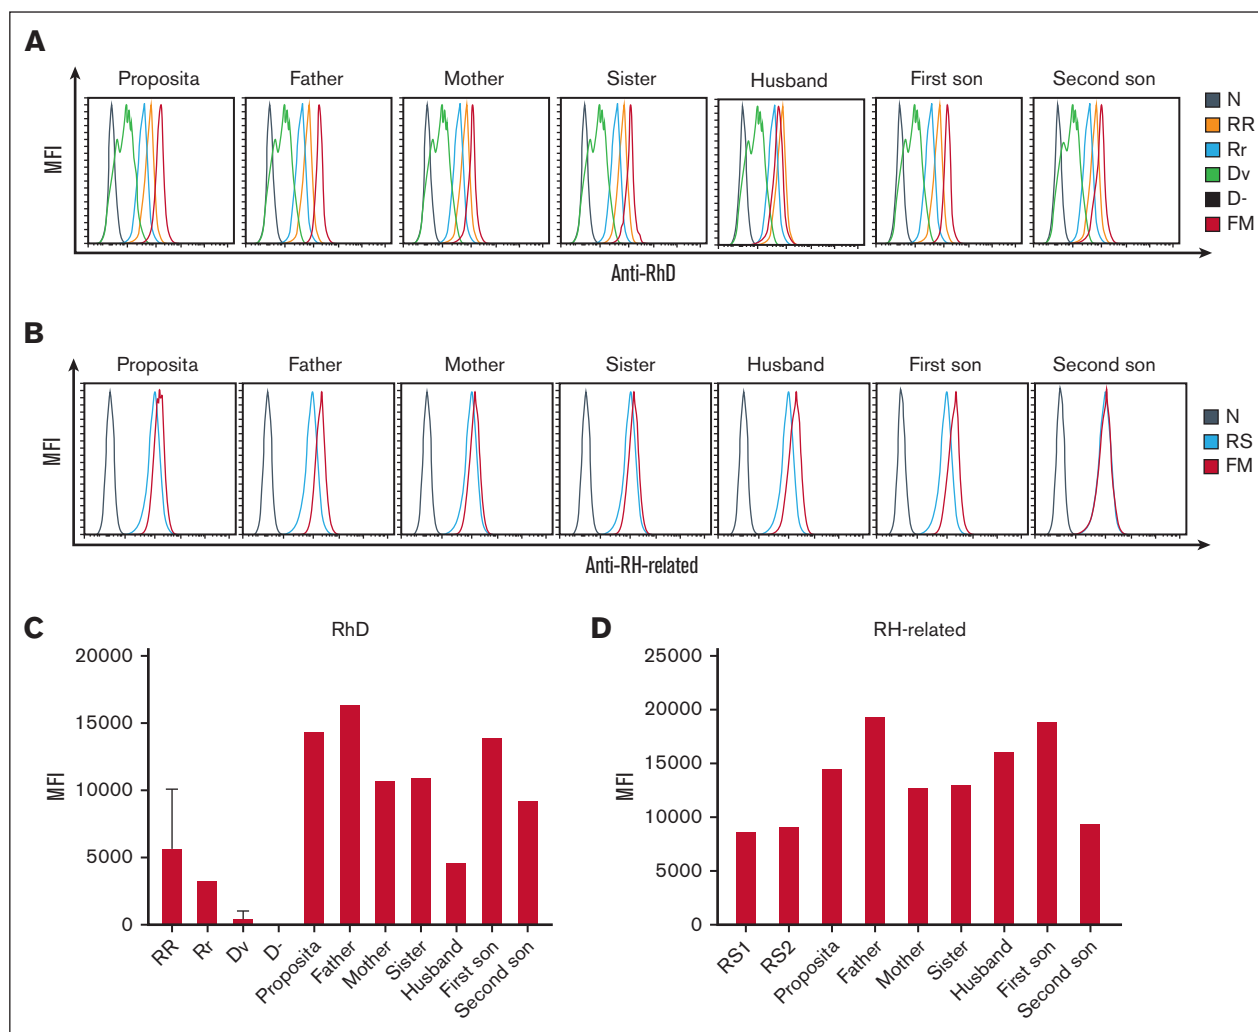 A
Proposita Father Mother Sister Husband First son Second son
MFI
Anti-RhD
N
RR
Rr
Dv
D-
FM
B
Proposita Father Mother Sister Husband First son Second son
MFI
Anti-RH-related
N
RS
FM
C
RhD
MFI
20000
15000
10000
5000
0
RR Rr Dv D- Proposita Father Mother Sister Husband First son Second son
D
RH-related
MFI
25000
20000
15000
10000
5000
0
RS1 RS2 Proposita Father Mother Sister Husband First son Second son